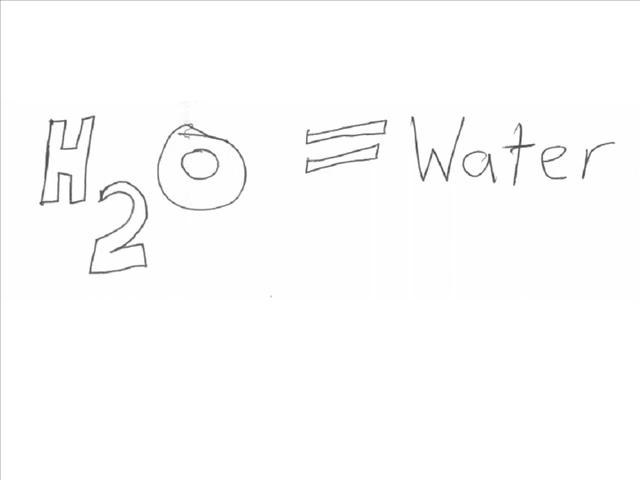 H₂O = Water